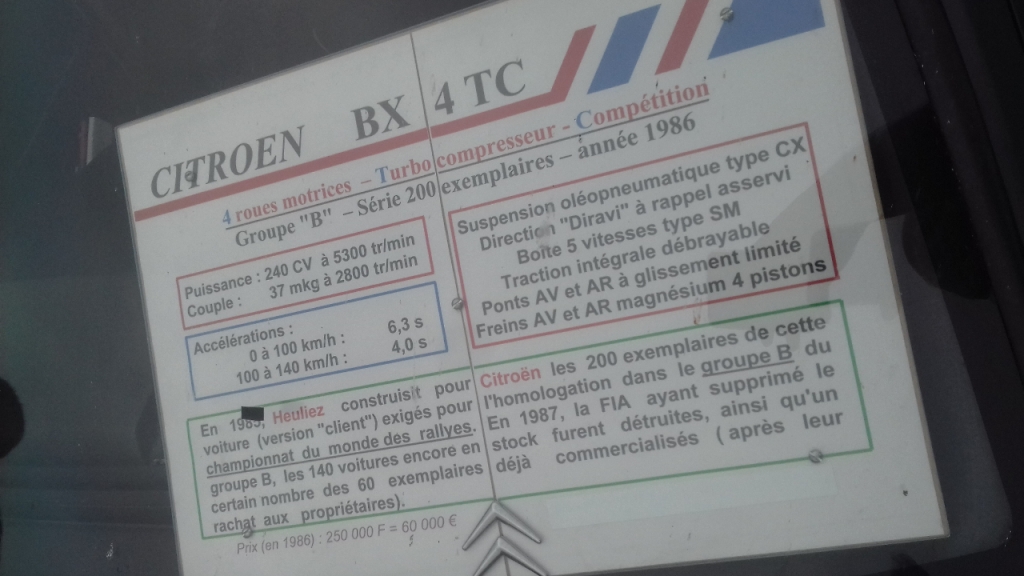 CITROEN BX 4 TC
4 roues motrices – Turbo compresseur - Compétition
Groupe "B" – Série 200 exemplaires – année 1986
Puissance : 240 CV à 5300 tr/min
Couple : 37 mkg à 2800 tr/min
Accélérations :
0 à 100 km/h : 6,3 s
100 à 140 km/h : 4,0 s
Suspension oléopneumatique type CX
Direction "Diravi" à rappel asservi
Boîte 5 vitesses type SM
Traction intégrale débrayable
Ponts AV et AR à glissement limité
Freins AV et AR magnésium 4 pistons
En 1985, Heuliez construisit pour Citroën les 200 exemplaires de cette
voiture (version "client") exigés pour l'homologation dans le groupe B du
championnat du monde des rallyes. En 1987, la FIA ayant supprimé le
groupe B, les 140 voitures encore en stock furent détruites, ainsi qu'un
certain nombre des 60 exemplaires déjà commercialisés ( après leur
rachat aux propriétaires).
Prix (en 1986) : 250 000 F = 60 000 €